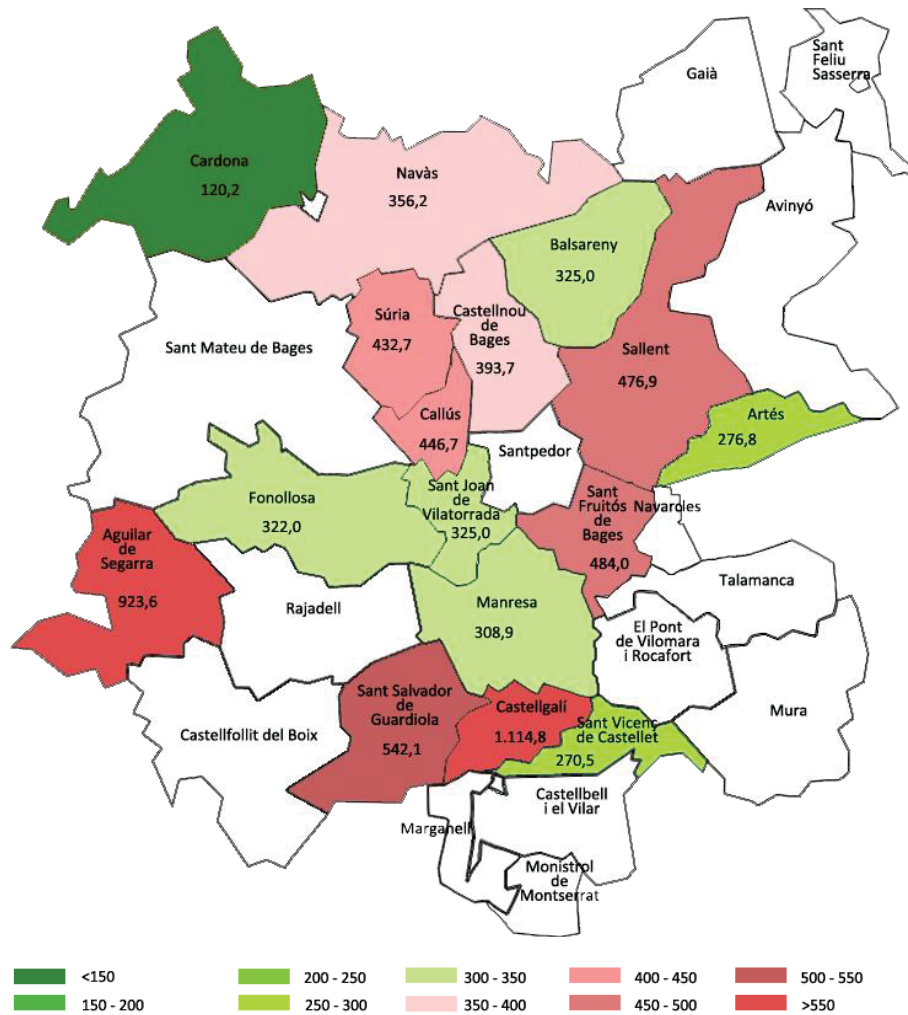 Sant
Feliu
Sasserra
Gaià
Cardona
120,2
Navàs
356,2
Avinyó
Balsareny
325,0
Súria
432,7
Castellnou
de
Bages
393,7
Sant Mateu de Bages
Sallent
476,9
Callús
446,7
Artés
276,8
Santpedor
Sant Joan
de
Vilatorrada
325,0
Fonollosa
322,0
Sant
Fruitós
de
Bages
484,0
Navarcles
Aguilar
de
Segarra
923,6
Talamanca
Rajadell
Manresa
308,9
El Pont
de Vilomara
i Rocafort
Mura
Sant Salvador
de
Guardiola
542,1
Castellgalí
1.114,8
Sant Vicenç
de Castellet
270,5
Castellfollit del Boix
Castellbell
i el Vilar
Marganell
Monistrol
de
Montserrat
<150
150 - 200
200 - 250
250 - 300
300 - 350
350 - 400
400 - 450
450 - 500
500 - 550
>550